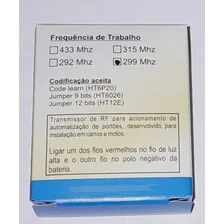 Frequência de Trabalho
433 Mhz 315 Mhz
292 Mhz 299 Mhz
Codificação aceita
Code learn (HT6P20)
Jumper 9 bits (HT6026)
Jumper 12 bits (HT12E)
Transmissor de RF para acionamento de
automatização de portões, desenvolvido para
instalação em carros e motos.
Ligar um dos fios vermelhos no fio de luz
alta e o outro fio no polo negativo da
bateria.